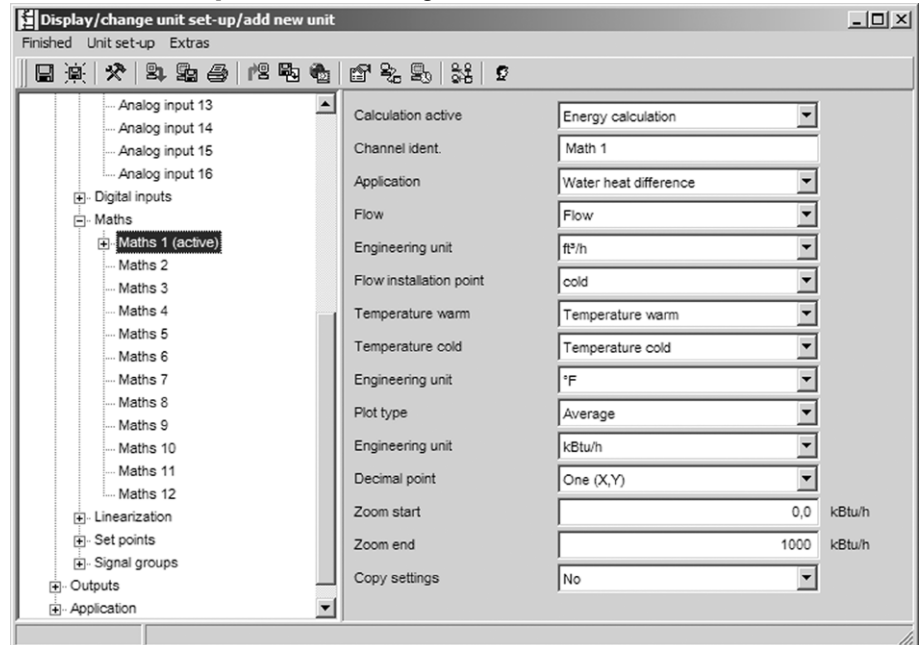 Display/change unit set-up/add new unit
Finished Unit set-up Extras
Analog input 13
Analog input 14
Analog input 15
Analog input 16
Digital inputs
Maths
Maths 1 (active)
Maths 2
Maths 3
Maths 4
Maths 5
Maths 6
Maths 7
Maths 8
Maths 9
Maths 10
Maths 11
Maths 12
Linearization
Set points
Signal groups
Outputs
Application
Calculation active Energy calculation
Channel ident. Math 1
Application Water heat difference
Flow Flow
Engineering unit ft³/h
Flow installation point cold
Temperature warm Temperature warm
Temperature cold Temperature cold
Engineering unit °F
Plot type Average
Engineering unit kBtu/h
Decimal point One (X,Y)
Zoom start 0,0 kBtu/h
Zoom end 1000 kBtu/h
Copy settings No